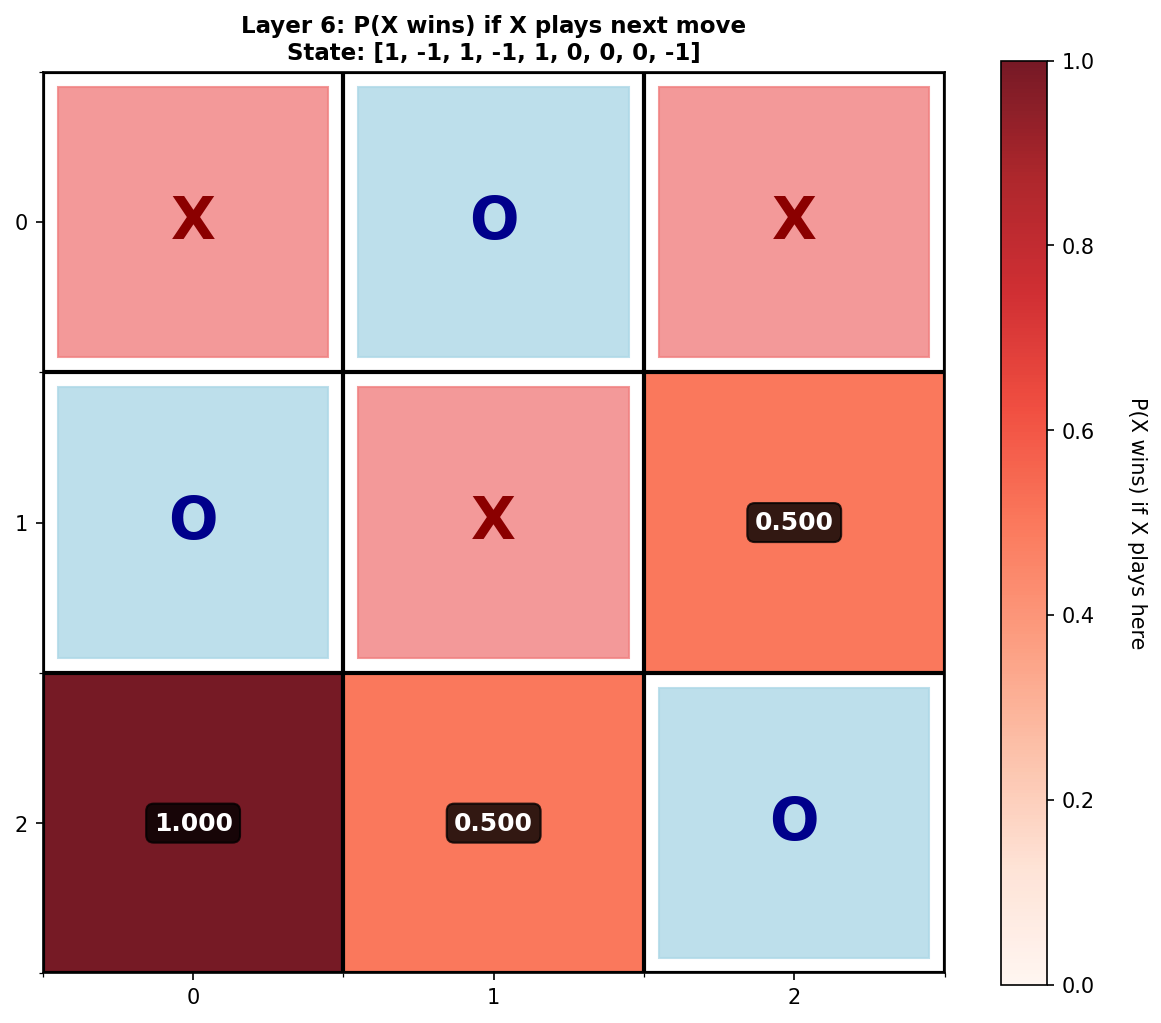 Layer 6: P(X wins) if X plays next move
State: [1, -1, 1, -1, 1, 0, 0, 0, -1]
X
O
X
O
X
0.500
1.000
0.500
O
0
1
2
0
1
2
1.0
0.8
0.6
0.4
0.2
0.0
P(X wins) if X plays here